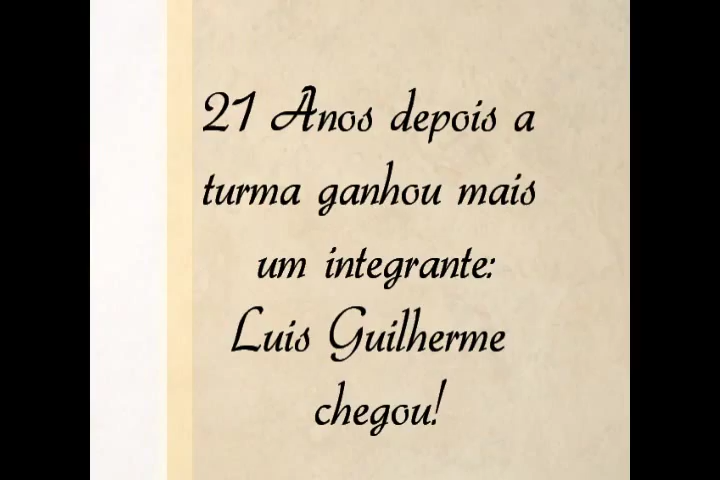 21 Anos depois a
turma ganhou mais
um integrante:
Luis Guilherme
chegou!